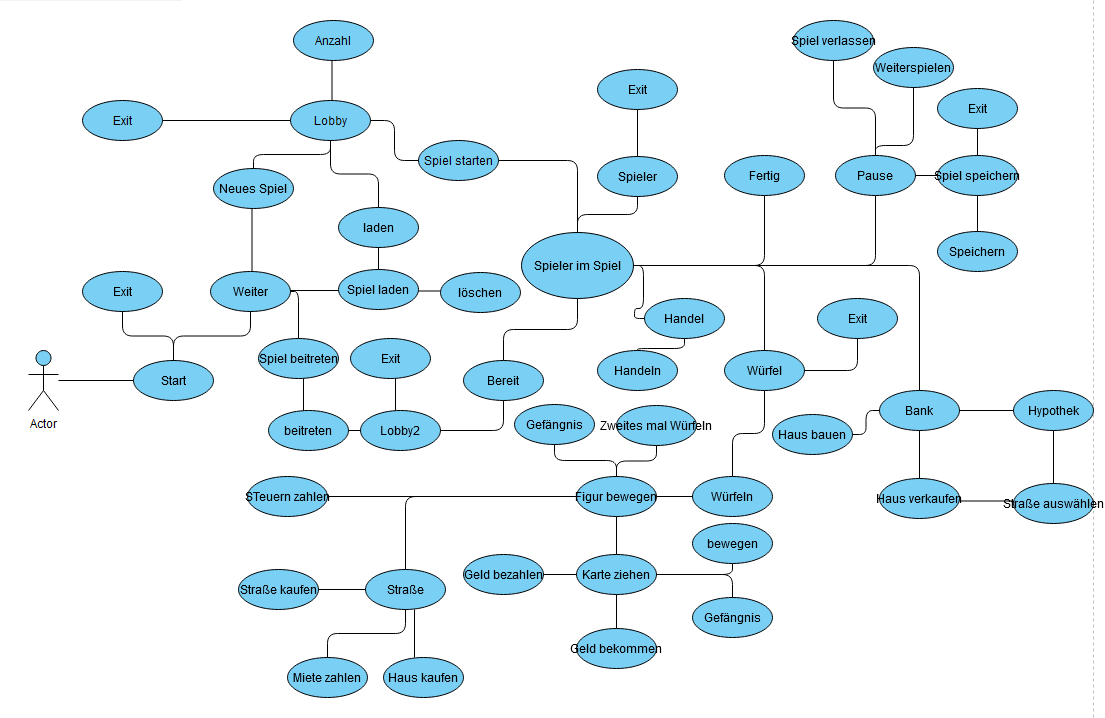 Anzahl
Spiel verlassen
Weiterspielen
Exit
Exit
Exit
Lobby
Spiel starten
Spieler
Fertig
Pause
Spiel speichern
Neues Spiel
laden
Speichern
Spieler im Spiel
Exit
Weiter
Spiel laden
löschen
Handel
Exit
Spiel beitreten
Exit
Start
Bereit
Handeln
Würfel
Actor
beitreten
Lobby2
Gefängnis
Zweites mal Würfeln
Haus bauen
Bank
Hypothek
STeuern zahlen
Figur bewegen
Würfeln
Haus verkaufen
Straße auswählen
bewegen
Geld bezahlen
Karte ziehen
Straße kaufen
Straße
Gefängnis
Geld bekommen
Miete zahlen
Haus kaufen